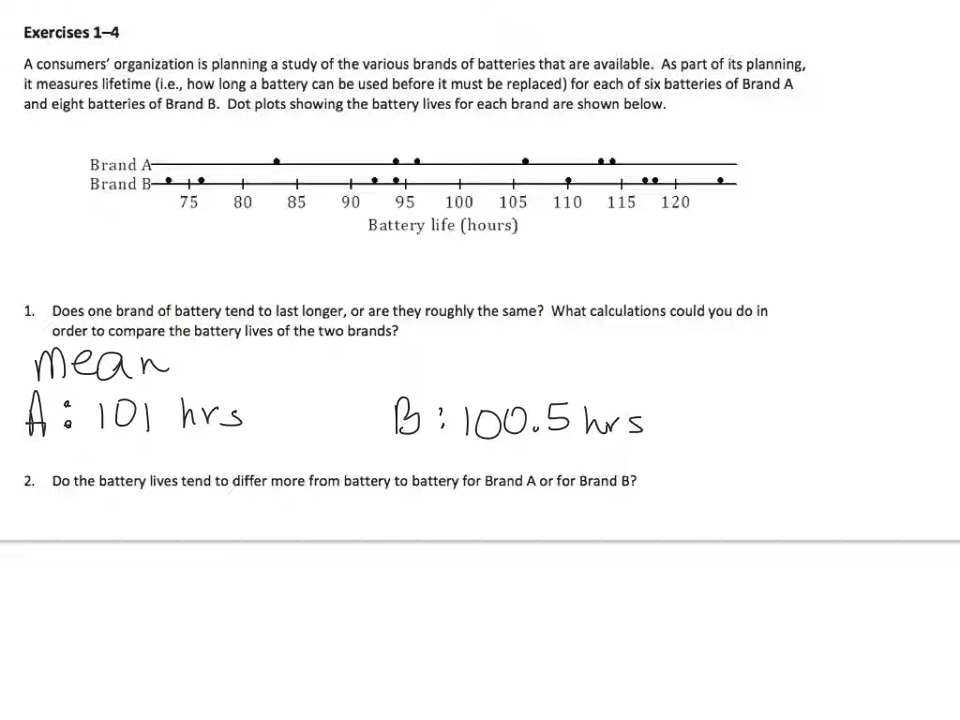 Exercises 1–4
A consumers’ organization is planning a study of the various brands of batteries that are available. As part of its planning,
it measures lifetime (i.e., how long a battery can be used before it must be replaced) for each of six batteries of Brand A
and eight batteries of Brand B. Dot plots showing the battery lives for each brand are shown below.
Brand A
Brand B
75 80 85 90 95 100 105 110 115 120
Battery life (hours)
1. Does one brand of battery tend to last longer, or are they roughly the same? What calculations could you do in
order to compare the battery lives of the two brands?
mean
A: 101 hrs B: 100.5 hrs
2. Do the battery lives tend to differ more from battery to battery for Brand A or for Brand B?